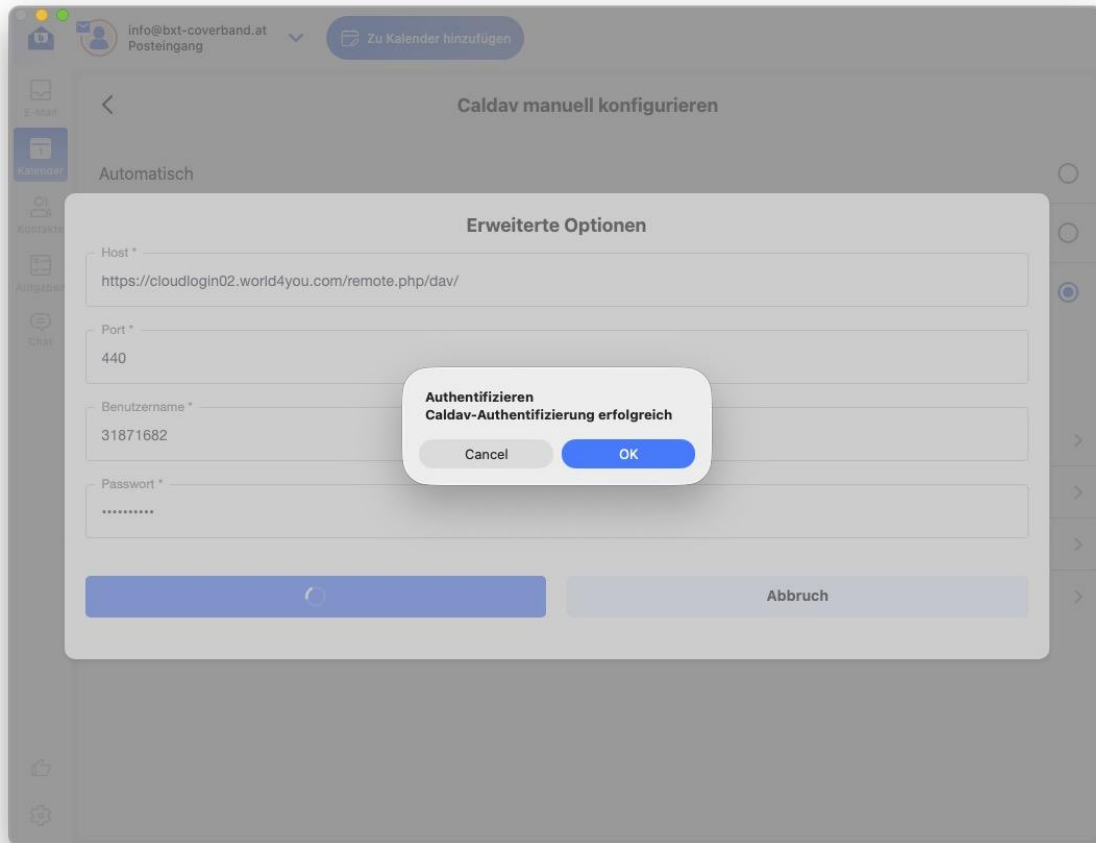 info@bxt-coverband.at
Posteingang
Zu Kalender hinzufügen
E-Mail
Kalender
Kontakte
Aufgaben
Chat
Caldav manuell konfigurieren
Automatisch
Erweiterte Optionen
Host *
https://cloudlogin02.world4you.com/remote.php/dav/
Port *
440
Benutzername *
31871682
Passwort *
••••••••••
Abbruch
Authentifizieren
Caldav-Authentifizierung erfolgreich
Cancel
OK